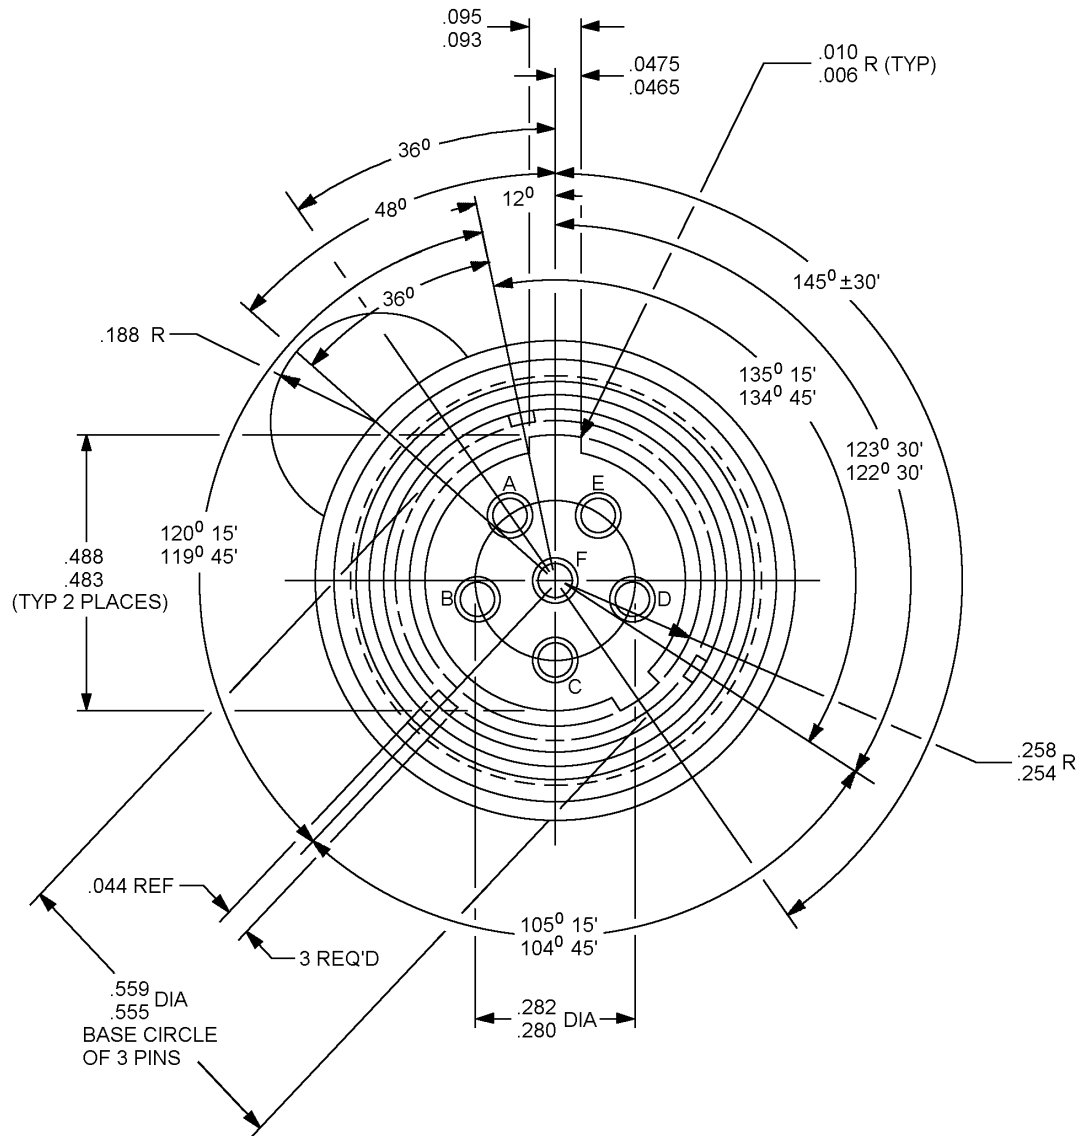 .095
.093
.0475
.0465
.010
.006 R (TYP)
36⁰
48⁰
12⁰
36⁰
145⁰ ±30'
.188 R
135⁰ 15'
134⁰ 45'
123⁰ 30'
122⁰ 30'
A
E
F
B
D
C
120⁰ 15'
119⁰ 45'
.488
.483
(TYP 2 PLACES)
.258
.254 R
.044 REF
3 REQ'D
105⁰ 15'
104⁰ 45'
.559
.555 DIA
BASE CIRCLE
OF 3 PINS
.282
.280 DIA